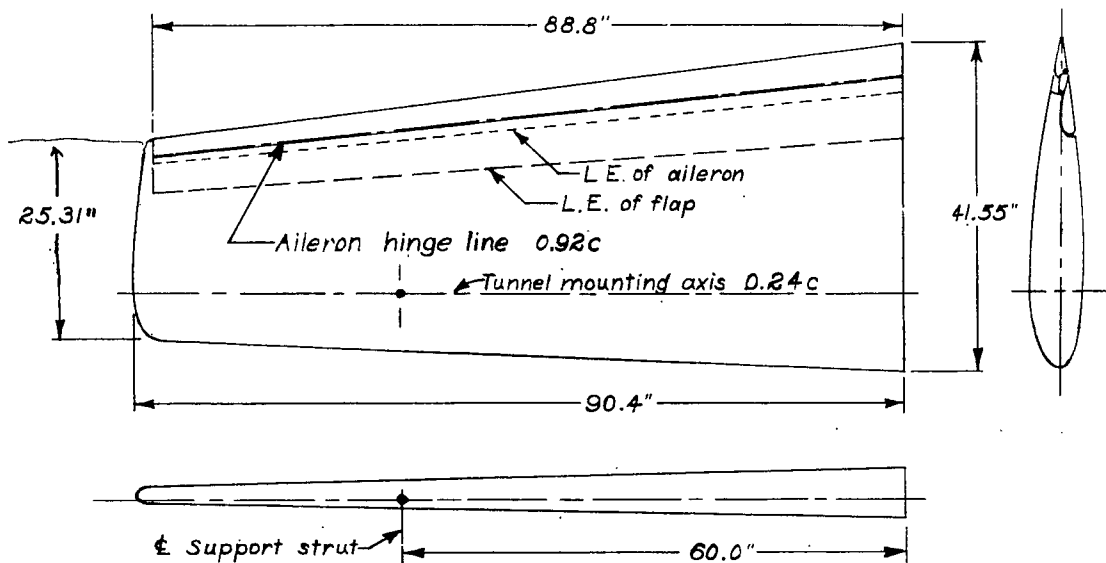 88.8"
25.31"
L.E. of aileron
L.E. of flap
41.55"
Aileron hinge line 0.92c
Tunnel mounting axis 0.24c
90.4"
℄ Support strut
60.0"